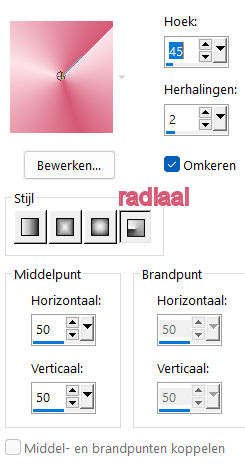 Hoek:
45
Herhalingen:
2
Bewerken...
Omkeren
Stijl
radiaal
Middelpunt
Brandpunt
Horizontaal:
Horizontaal:
50
50
Verticaal:
Verticaal:
50
50
Middel- en brandpunten koppelen